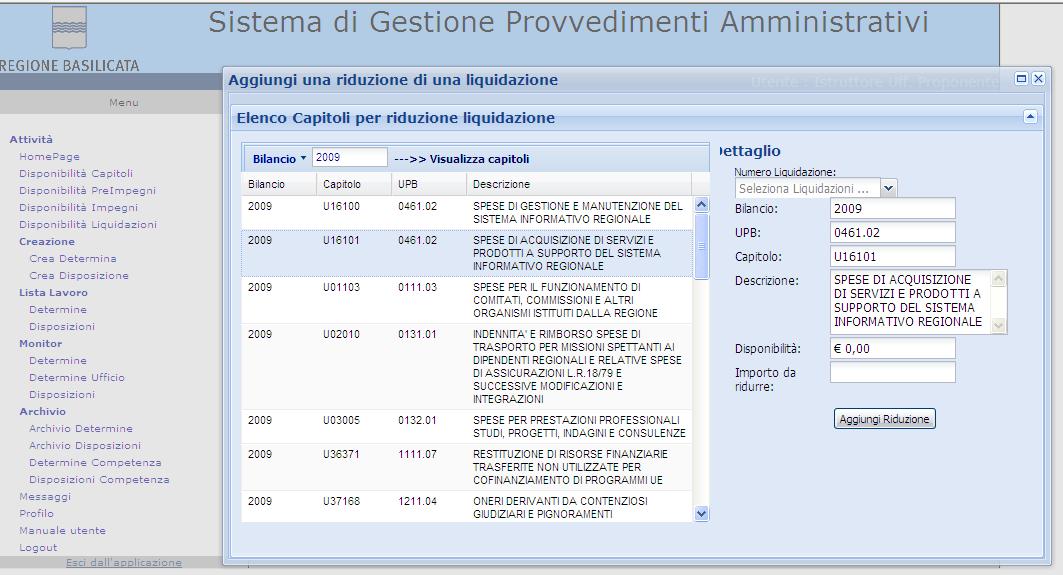 Sistema di Gestione Provvedimenti Amministrativi
REGIONE BASILICATA
Utente : Istruttore Uff. Proponente
Menu
Attività
HomePage
Disponibilità Capitoli
Disponibilità PreImpegni
Disponibilità Impegni
Disponibilità Liquidazioni
Creazione
Crea Determina
Crea Disposizione
Lista Lavoro
Determine
Disposizioni
Monitor
Determine
Determine Ufficio
Disposizioni
Archivio
Archivio Determine
Archivio Disposizioni
Determine Competenza
Disposizioni Competenza
Messaggi
Profilo
Manuale utente
Logout
Esci dall'applicazione
Aggiungi una riduzione di una liquidazione
Elenco Capitoli per riduzione liquidazione
Bilancio 2009 --->> Visualizza capitoli
Bilancio Capitolo UPB Descrizione
2009 U16100 0461.02 SPESE DI GESTIONE E MANUTENZIONE DEL
SISTEMA INFORMATIVO REGIONALE
2009 U16101 0461.02 SPESE DI ACQUISIZIONE DI SERVIZI E
PRODOTTI A SUPPORTO DEL SISTEMA
INFORMATIVO REGIONALE
2009 U01103 0111.03 SPESE PER IL FUNZIONAMENTO DI
COMITATI, COMMISSIONI E ALTRI
ORGANISMI ISTITUTI DALLA REGIONE
2009 U02010 0131.01 INDENNITA' E RIMBORSO SPESE DI
TRASPORTO PER MISSIONI SPETTANTI AI
DIPENDENTI REGIONALI E RELATIVE SPESE
DI ASSICURAZIONI L.R.18/79 E
SUCCESSIVE MODIFICAZIONI E
INTEGRAZIONI
2009 U03005 0132.01 SPESE PER PRESTAZIONI PROFESSIONALI
STUDI, PROGETTI, INDAGINI E CONSULENZE
2009 U36371 1111.07 RESTITUZIONE DI RISORSE FINANZIARIE
TRASFERITE NON UTILIZZATE PER
COFINANZIAMENTO DI PROGRAMMI UE
2009 U37168 1211.04 ONERI DERIVANTI DA CONTENZIOSI
GIUDIZIARI E PIGNORAMENTI
Dettaglio
Numero Liquidazione:
Seleziona Liquidazioni ...
Bilancio: 2009
UPB: 0461.02
Capitolo: U16101
Descrizione: SPESE DI ACQUISIZIONE
DI SERVIZI E PRODOTTI A
SUPPORTO DEL SISTEMA
INFORMATIVO REGIONALE
Disponibilità: € 0,00
Importo da
ridurre:
Aggiungi Riduzione